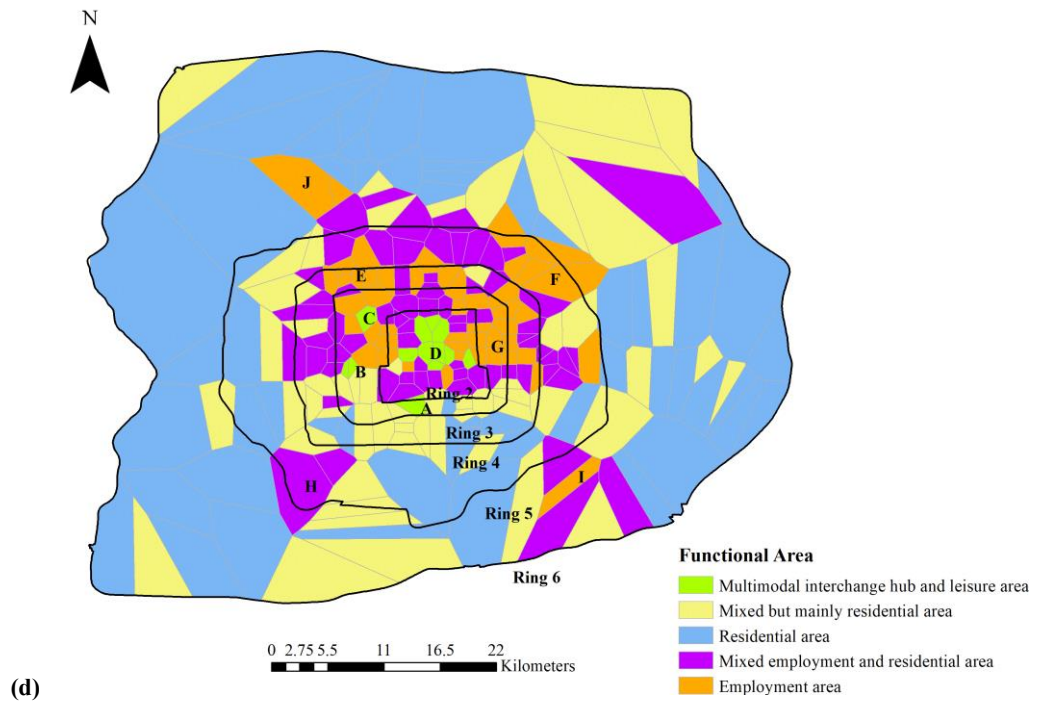 N
J
E
F
C
G
D
B
Ring 2
A
Ring 3
Ring 4
I
H
Ring 5
Ring 6
Functional Area
Multimodal interchange hub and leisure area
Mixed but mainly residential area
Residential area
Mixed employment and residential area
Employment area
0 2.75 5.5 11 16.5 22
Kilometers
(d)